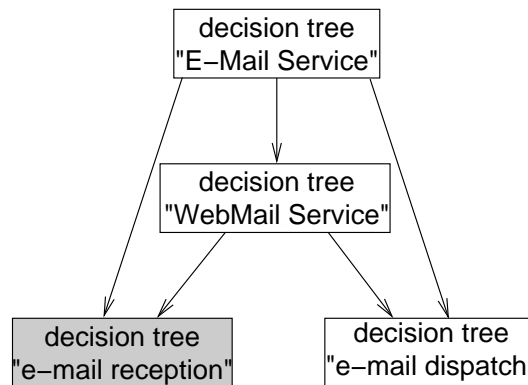 decision tree
"E−Mail Service"
decision tree
"WebMail Service"
decision tree
"e−mail reception"
decision tree
"e−mail dispatch